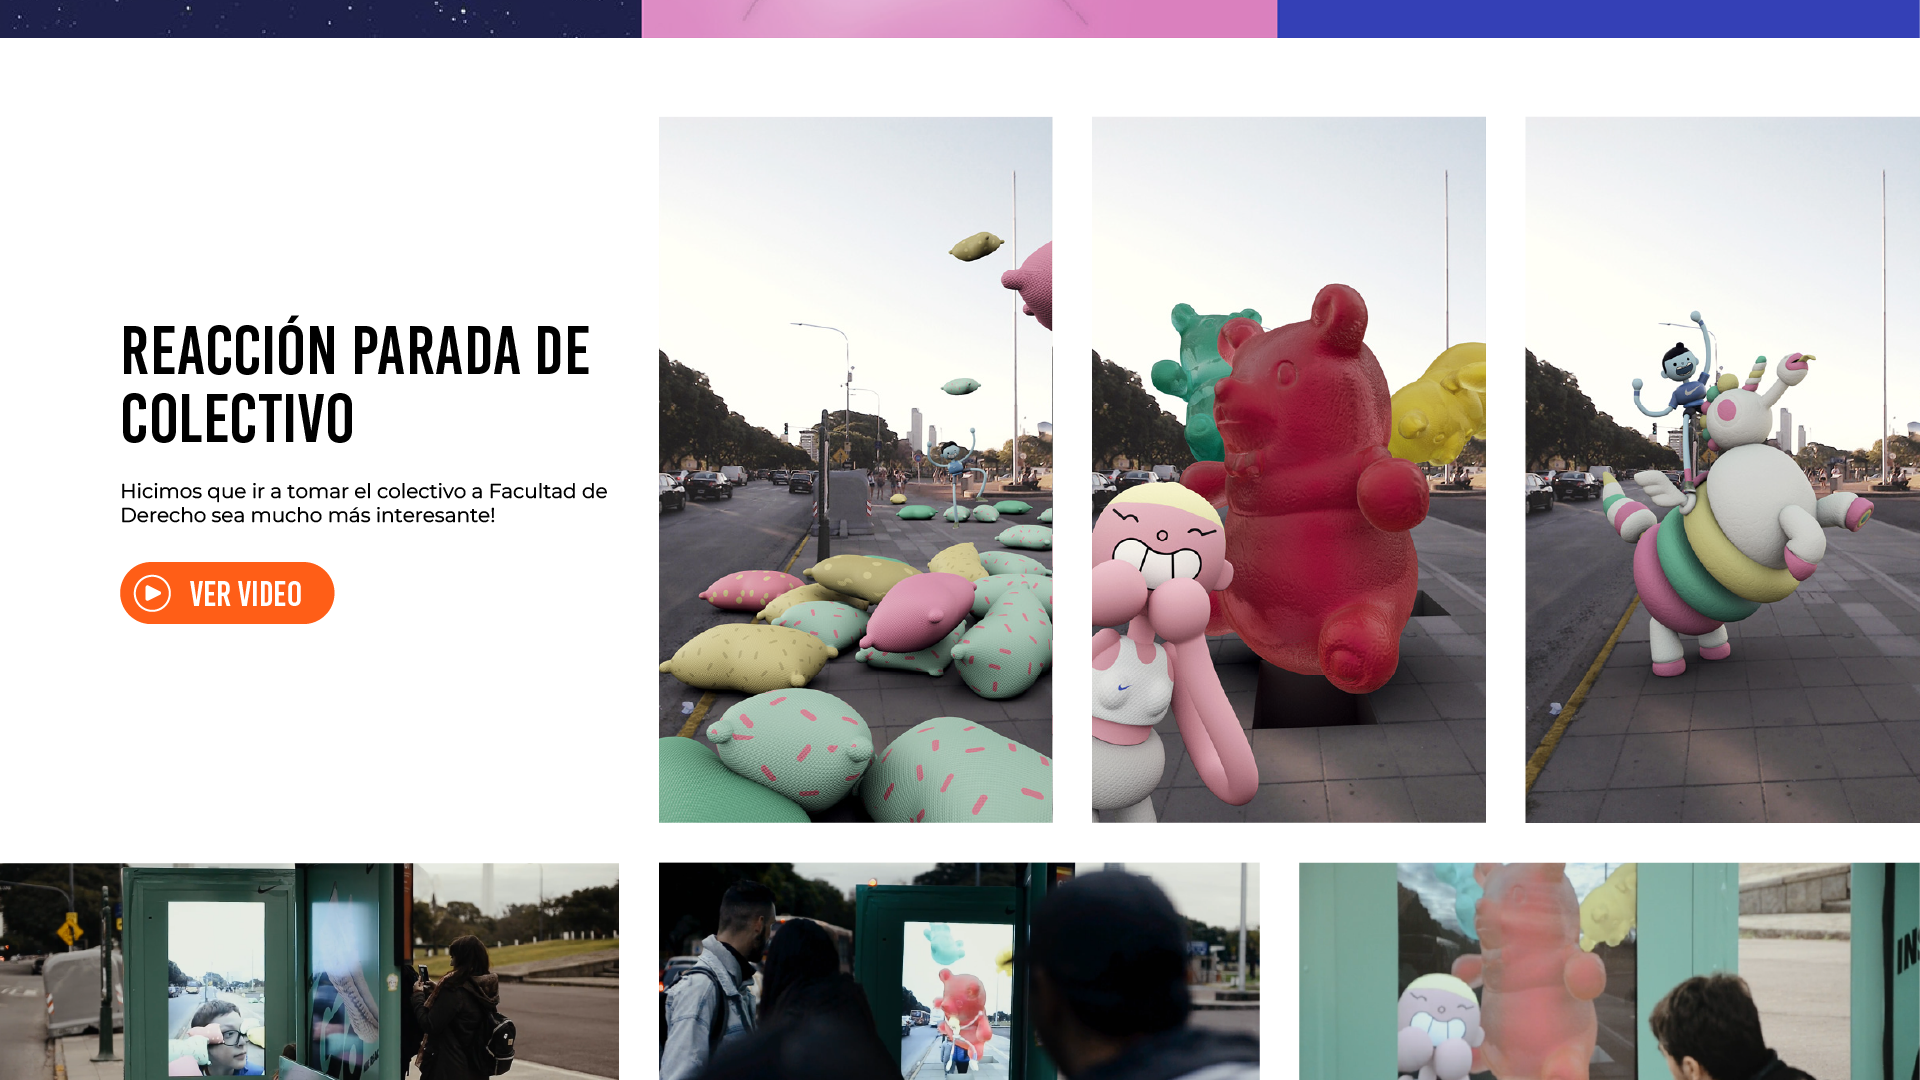 REACCIÓN PARADA DE
COLECTIVO
Hicimos que ir a tomar el colectivo a Facultad de
Derecho sea mucho más interesante!
VER VIDEO